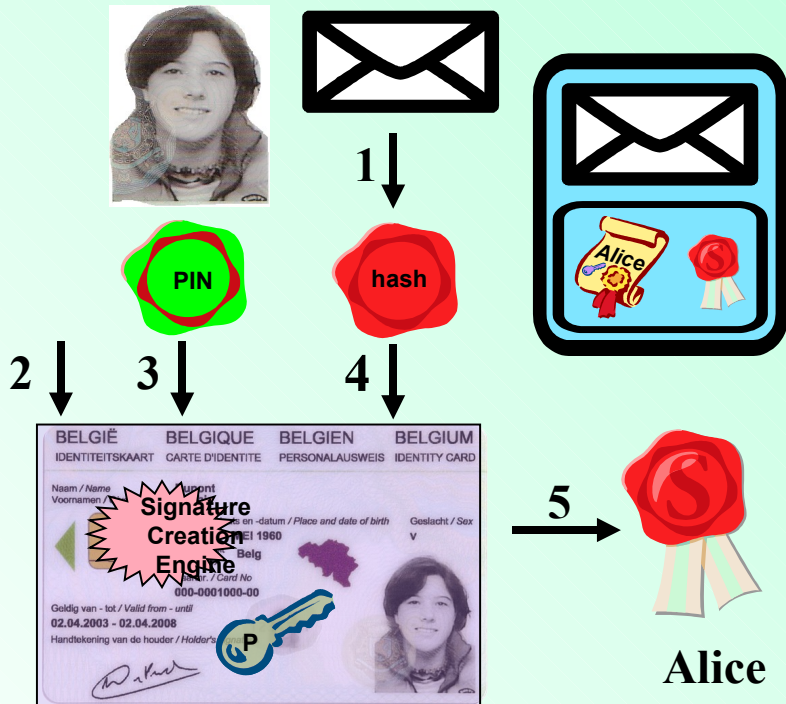 1
Alice
S
PIN
hash
2
3
4
BELGIË BELGIQUE BELGIEN BELGIUM
IDENTITEITSKAART CARTE D'IDENTITE PERSONALAUSWEIS IDENTITY CARD
Naam / Name
Voornamen /
upont
Signature
Creation
Engine
en -datum / Place and date of birth
Geslacht / Sex
EI 1960
V
Belg
nr. / Card No
000-0001000-00
Geldig van - tot / Valid from - until
02.04.2003 - 02.04.2008
Handtekening van de houder / Holder's
P
5
S
Alice